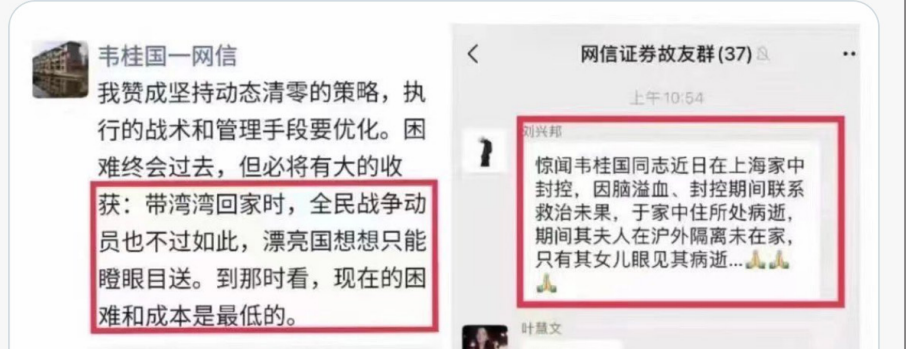 韦桂国一网信
我赞成坚持动态清零的策略，执
行的战术和管理手段要优化。困
难终会过去，但必将有大的收
获：带湾湾回家时，全民战争动
员也不过如此，漂亮国想想只能
瞪眼目送。到那时看，现在的困
难和成本是最低的。
网信证券故友群(37)
上午10:54
刘兴邦
惊闻韦桂国同志近日在上海家中
封控，因脑溢血、封控期间联系
救治未果，于家中住所处病逝，
期间其夫人在沪外隔离未在家，
只有其女儿眼见其病逝...🙏🙏
🙏
叶慧文